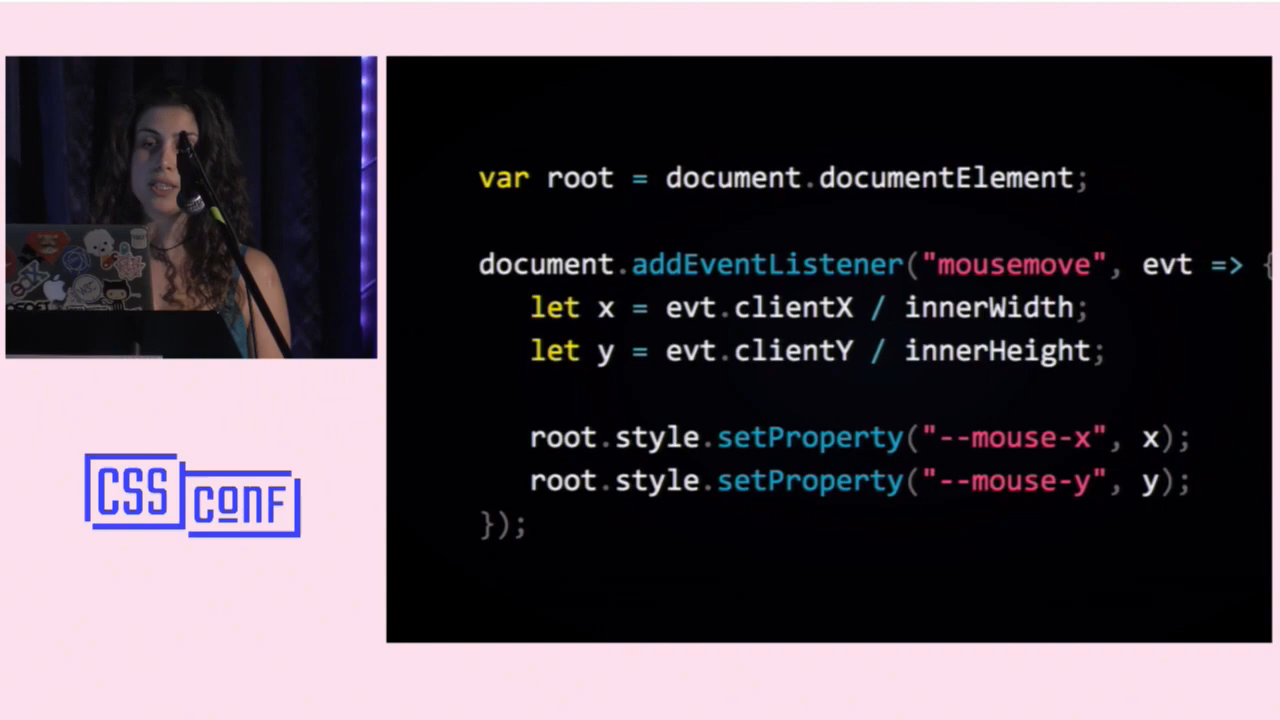 var root = document.documentElement;
document.addEventListener("mousemove", evt => {
let x = evt.clientX / innerWidth;
let y = evt.clientY / innerHeight;
root.style.setProperty("--mouse-x", x);
root.style.setProperty("--mouse-y", y);
});
CSS
conf